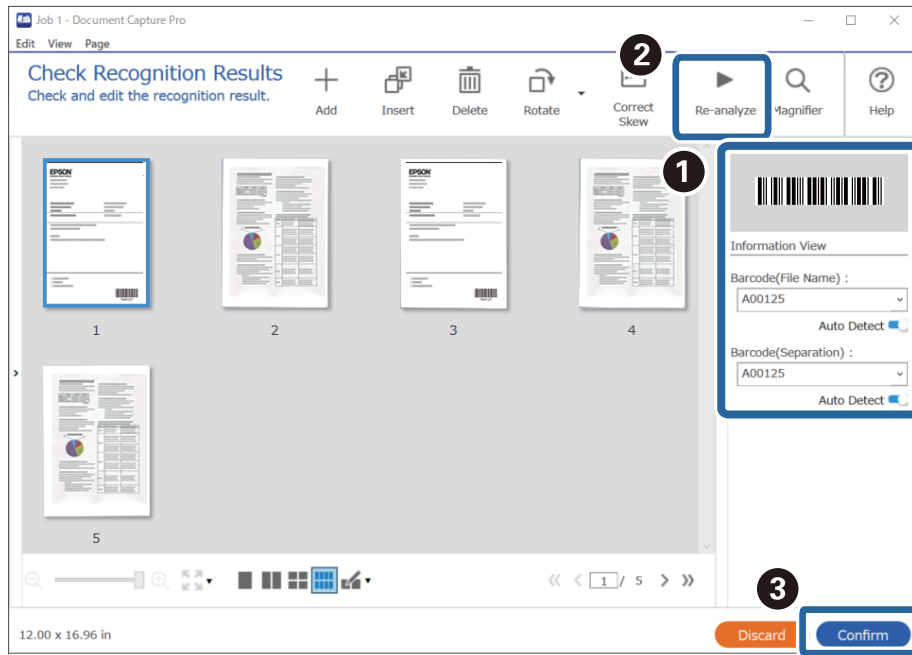 Job 1 - Document Capture Pro
Edit View Page
Check Recognition Results
Check and edit the recognition result.
Add
Insert
Delete
Rotate
Correct
Skew
Re-analyze
Magnifier
Help
2
1
EPSON
EPSON
1
2
3
4
5
Information View
Barcode(File Name) :
A00125
Auto Detect
Barcode(Separation) :
A00125
Auto Detect
1 / 5
3
12.00 x 16.96 in
Discard
Confirm